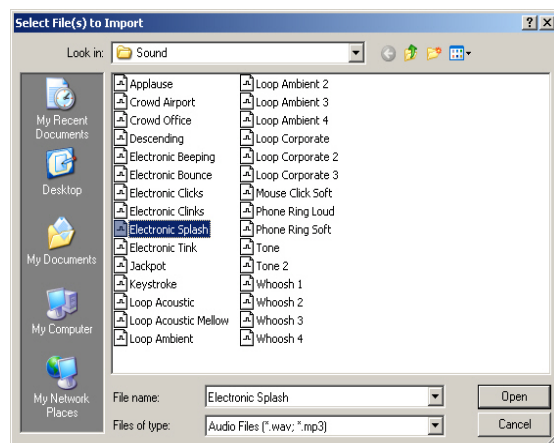 Select File(s) to Import
Look in: Sound
My Recent
Documents
Desktop
My Documents
My Computer
My Network
Places
Applause
Crowd Airport
Crowd Office
Descending
Electronic Beeping
Electronic Bounce
Electronic Clicks
Electronic Clinks
Electronic Splash
Electronic Tink
Jackpot
Keystroke
Loop Acoustic
Loop Acoustic Mellow
Loop Ambient
Loop Ambient 2
Loop Ambient 3
Loop Ambient 4
Loop Corporate
Loop Corporate 2
Loop Corporate 3
Mouse Click Soft
Phone Ring Loud
Phone Ring Soft
Tone
Tone 2
Whoosh 1
Whoosh 2
Whoosh 3
Whoosh 4
File name: Electronic Splash Open
Files of type: Audio Files (*.wav; *.mp3) Cancel